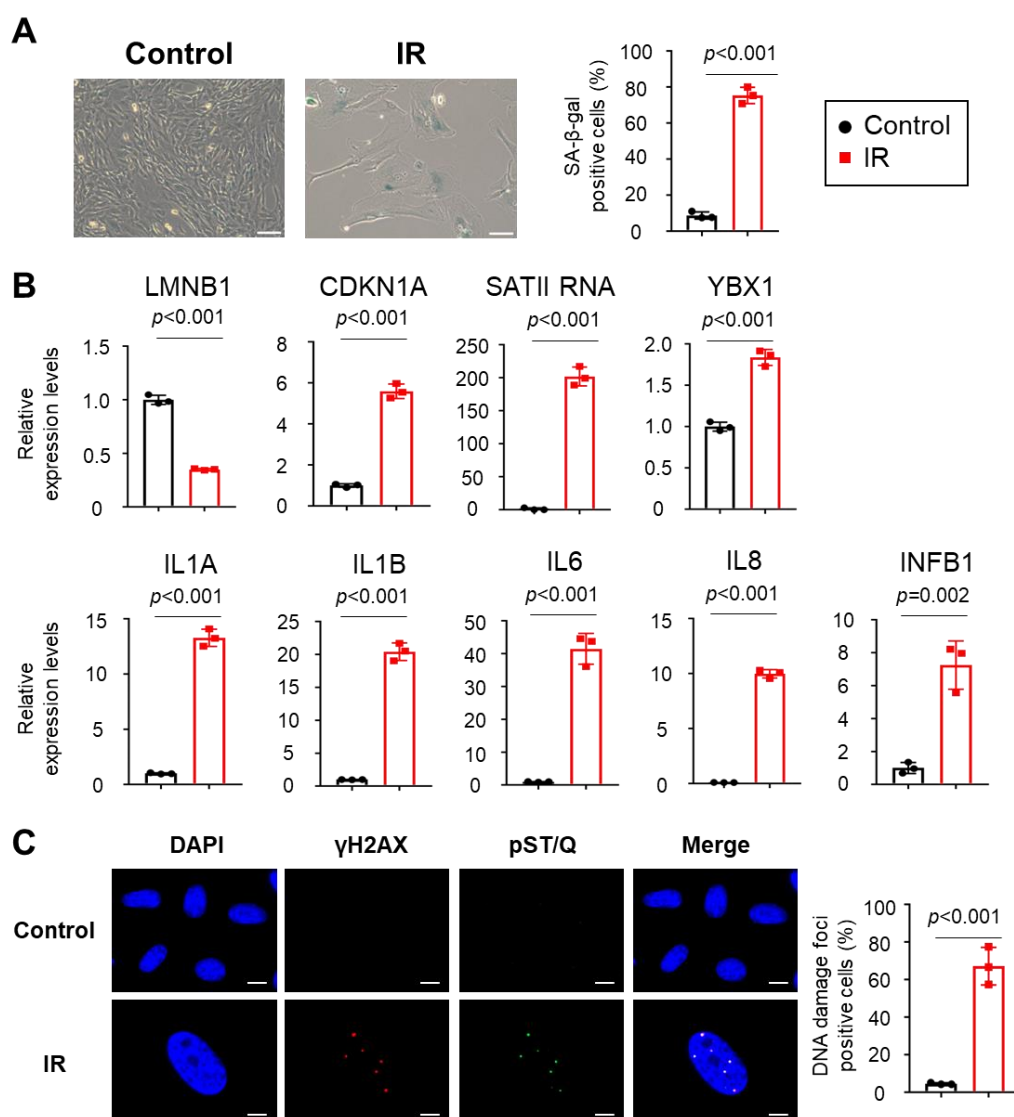 A
Control
IR
SA-β-gal
positive cells (%)
100
80
60
40
20
0
p<0.001
Control
IR
B
LMNB1
p<0.001
Relative
expression levels
1.5
1.0
0.5
0
CDKN1A
p<0.001
8
6
4
2
0
SATII RNA
p<0.001
250
200
150
100
50
0
YBX1
p<0.001
2.0
1.5
1.0
0.5
0
IL1A
p<0.001
Relative
expression levels
15
10
5
0
IL1B
p<0.001
25
20
15
10
5
0
IL6
p<0.001
50
40
30
20
10
0
IL8
p<0.001
15
10
5
0
INFB1
p=0.002
8
6
4
2
0
C
DAPI
γH2AX
pST/Q
Merge
Control
IR
DNA damage foci
positive cells (%)
100
80
60
40
20
0
p<0.001